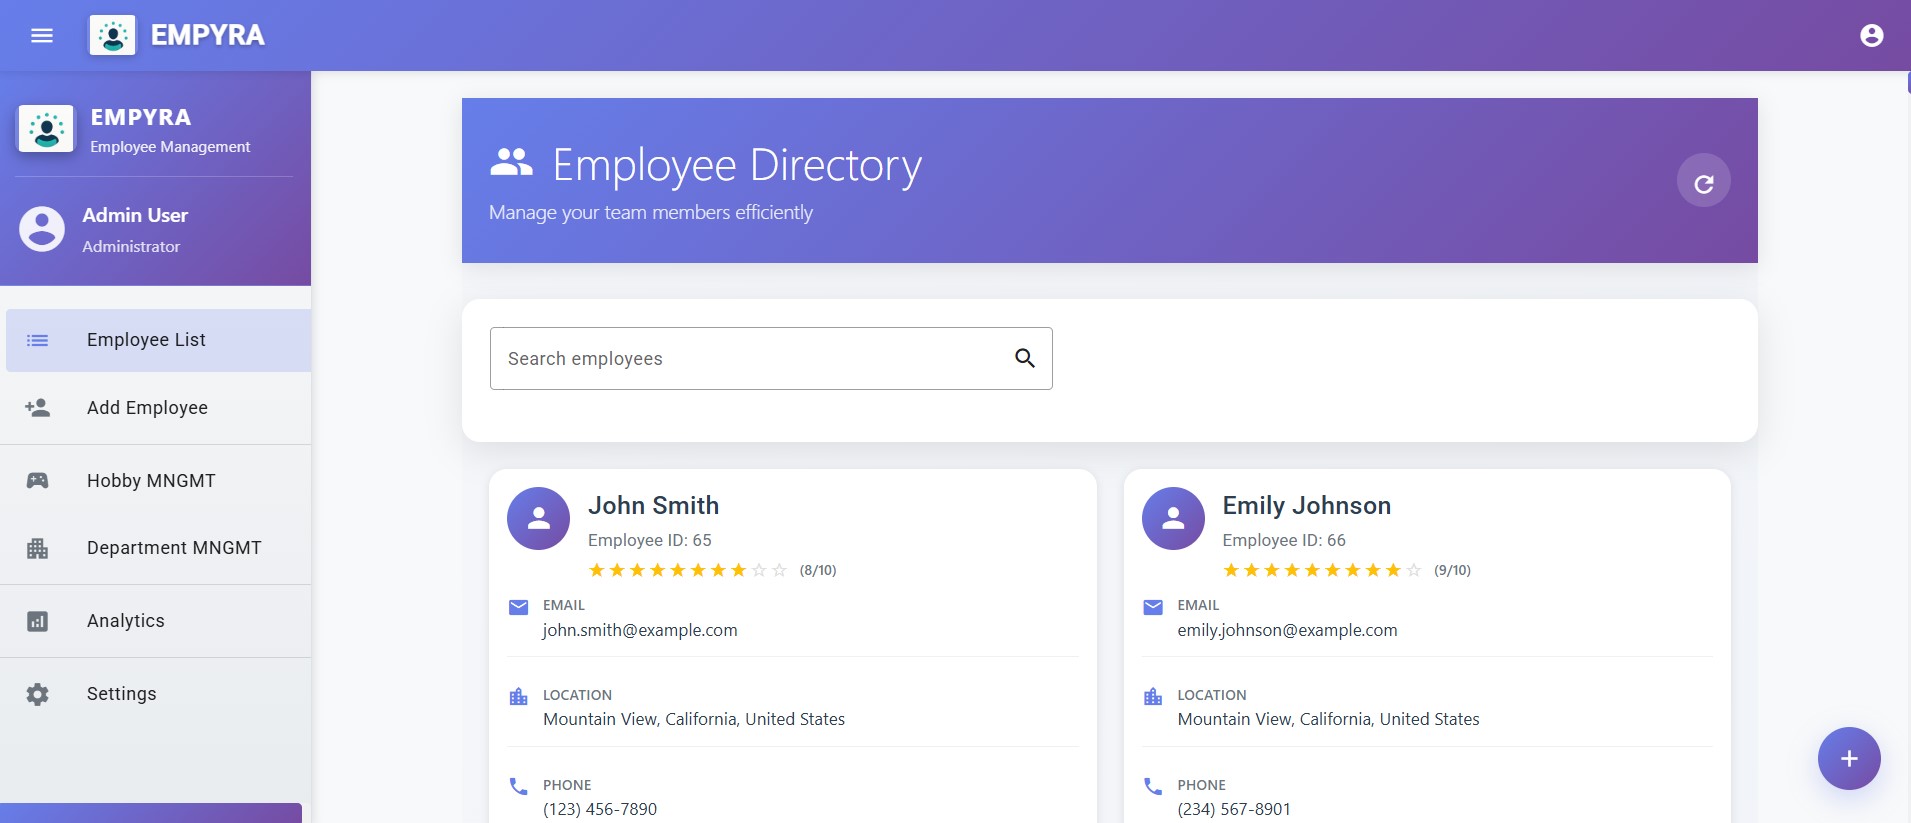 EMPYRA
EMPYRA
Employee Management
Admin User
Administrator
Employee List
Add Employee
Hobby MNGMT
Department MNGMT
Analytics
Settings
Employee Directory
Manage your team members efficiently
Search employees
John Smith
Employee ID: 65
(8/10)
EMAIL
john.smith@example.com
LOCATION
Mountain View, California, United States
PHONE
(123) 456-7890
Emily Johnson
Employee ID: 66
(9/10)
EMAIL
emily.johnson@example.com
LOCATION
Mountain View, California, United States
PHONE
(234) 567-8901